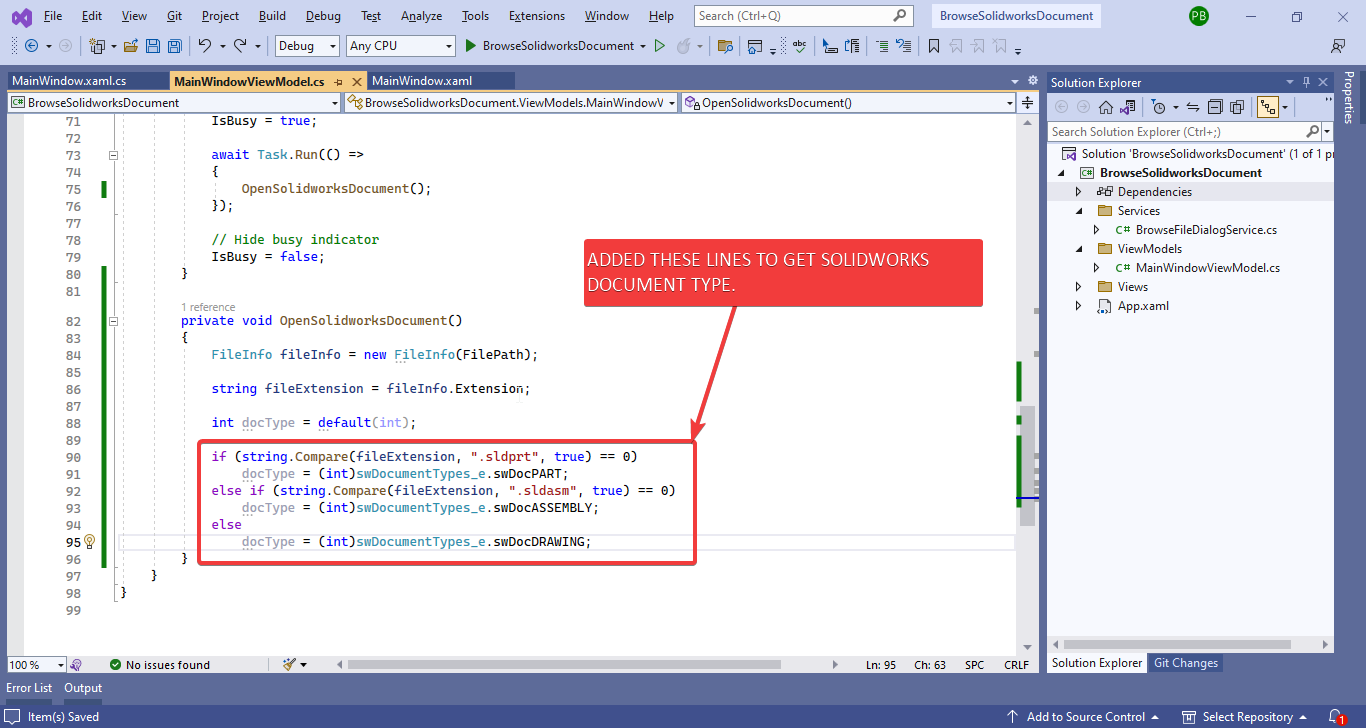 File Edit View Git Project Build Debug Test Analyze Tools Extensions Window Help Search (Ctrl+Q) BrowseSolidworksDocument PB
Debug Any CPU BrowseSolidworksDocument
MainWindow.xaml.cs MainWindowViewModel.cs MainWindow.xaml
BrowseSolidworksDocument BrowseSolidworksDocument.ViewModels.MainWindowV OpenSolidworksDocument()
71 IsBusy = true;
72
73 await Task.Run(() =>
74 {
75 OpenSolidworksDocument();
76 });
77
78 // Hide busy indicator
79 IsBusy = false;
80 }
81
1 reference
82 private void OpenSolidworksDocument()
83 {
84 FileInfo fileInfo = new FileInfo(FilePath);
85
86 string fileExtension = fileInfo.Extension;
87
88 int docType = default(int);
89
90 if (string.Compare(fileExtension, ".sldprt", true) == 0)
91 docType = (int)swDocumentTypes_e.swDocPART;
92 else if (string.Compare(fileExtension, ".sldasm", true) == 0)
93 docType = (int)swDocumentTypes_e.swDocASSEMBLY;
94 else
95 docType = (int)swDocumentTypes_e.swDocDRAWING;
96 }
97 }
98 }
99
ADDED THESE LINES TO GET SOLIDWORKS
DOCUMENT TYPE.
100 % No issues found Ln: 95 Ch: 63 SPC CRLF
Solution Explorer
Search Solution Explorer (Ctrl+;)
Solution 'BrowseSolidworksDocument' (1 of 1 pr
BrowseSolidworksDocument
Dependencies
Services
C# BrowseFileDialogService.cs
ViewModels
C# MainWindowViewModel.cs
Views
App.xaml
Solution Explorer Git Changes
Properties
Error List Output
Item(s) Saved Add to Source Control Select Repository 1